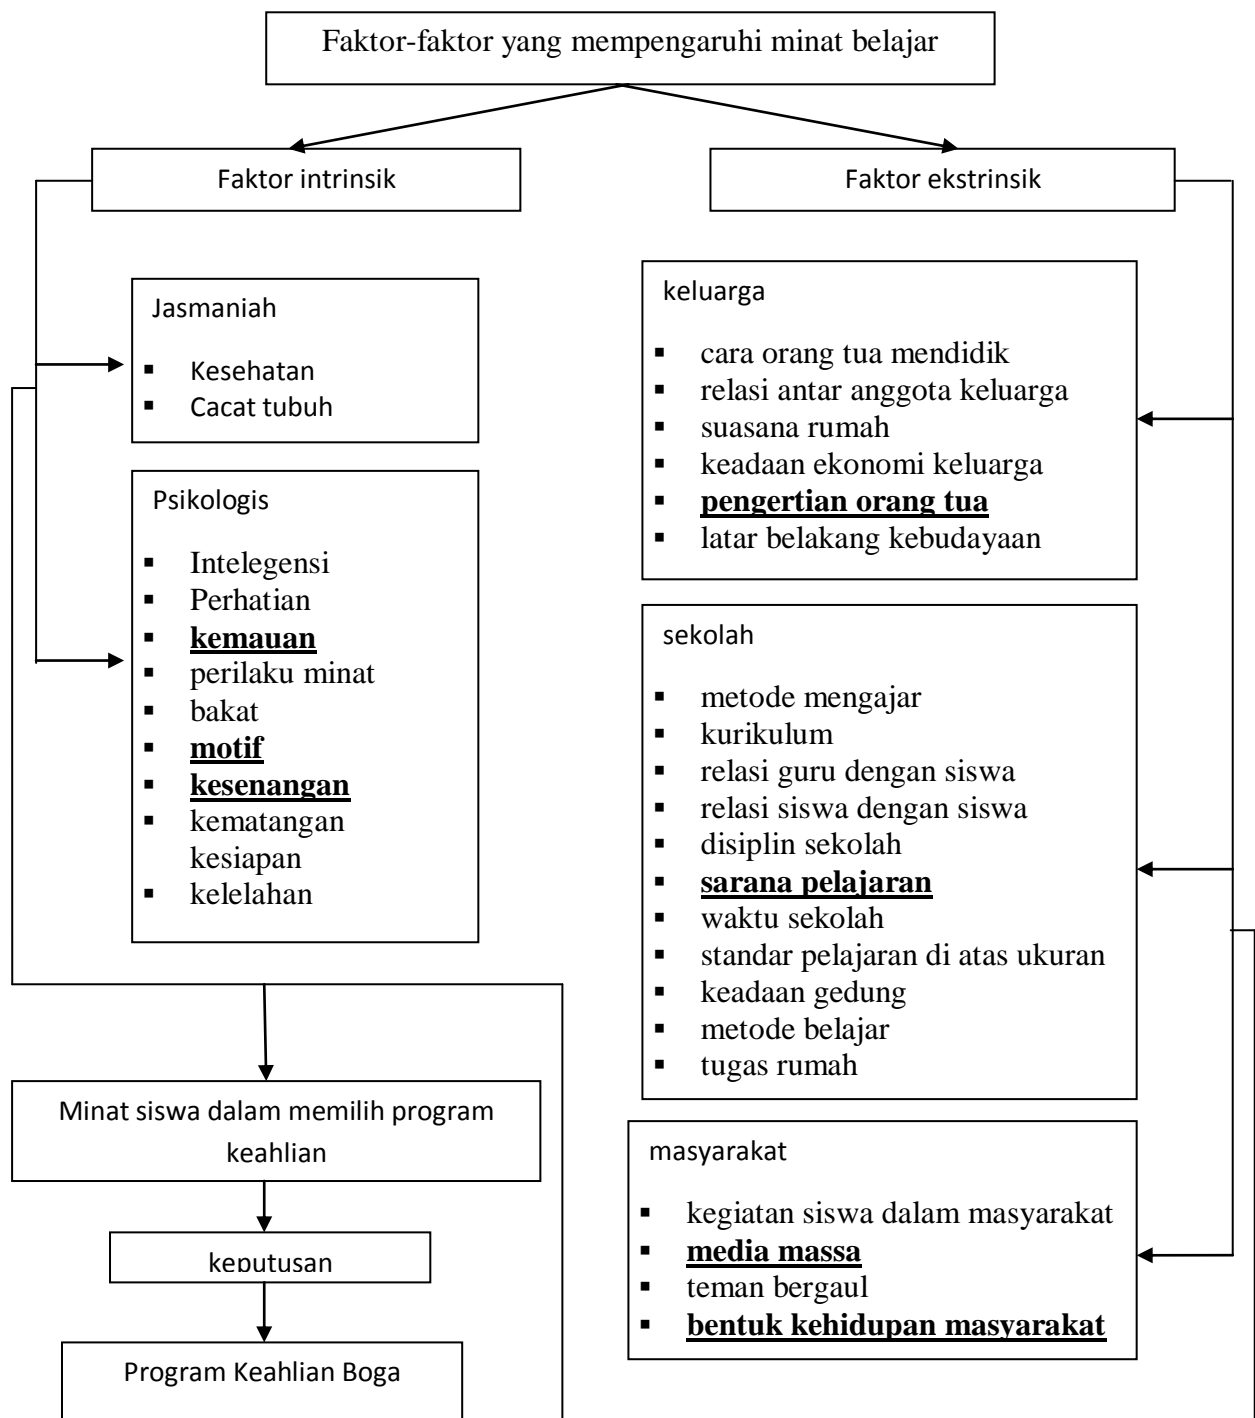 Faktor-faktor yang mempengaruhi minat belajar
Faktor intrinsik
Faktor ekstrinsik
Jasmaniah
▪ Kesehatan
▪ Cacat tubuh
Psikologis
▪ Intelegensi
▪ Perhatian
▪ kemauan
▪ perilaku minat
▪ bakat
▪ motif
▪ kesenangan
▪ kematangan
kesiapan
▪ kelelahan
keluarga
▪ cara orang tua mendidik
▪ relasi antar anggota keluarga
▪ suasana rumah
▪ keadaan ekonomi keluarga
▪ pengertian orang tua
▪ latar belakang kebudayaan
sekolah
▪ metode mengajar
▪ kurikulum
▪ relasi guru dengan siswa
▪ relasi siswa dengan siswa
▪ disiplin sekolah
▪ sarana pelajaran
▪ waktu sekolah
▪ standar pelajaran di atas ukuran
▪ keadaan gedung
▪ metode belajar
▪ tugas rumah
masyarakat
▪ kegiatan siswa dalam masyarakat
▪ media massa
▪ teman bergaul
▪ bentuk kehidupan masyarakat
Minat siswa dalam memilih program
keahlian
keputusan
Program Keahlian Boga